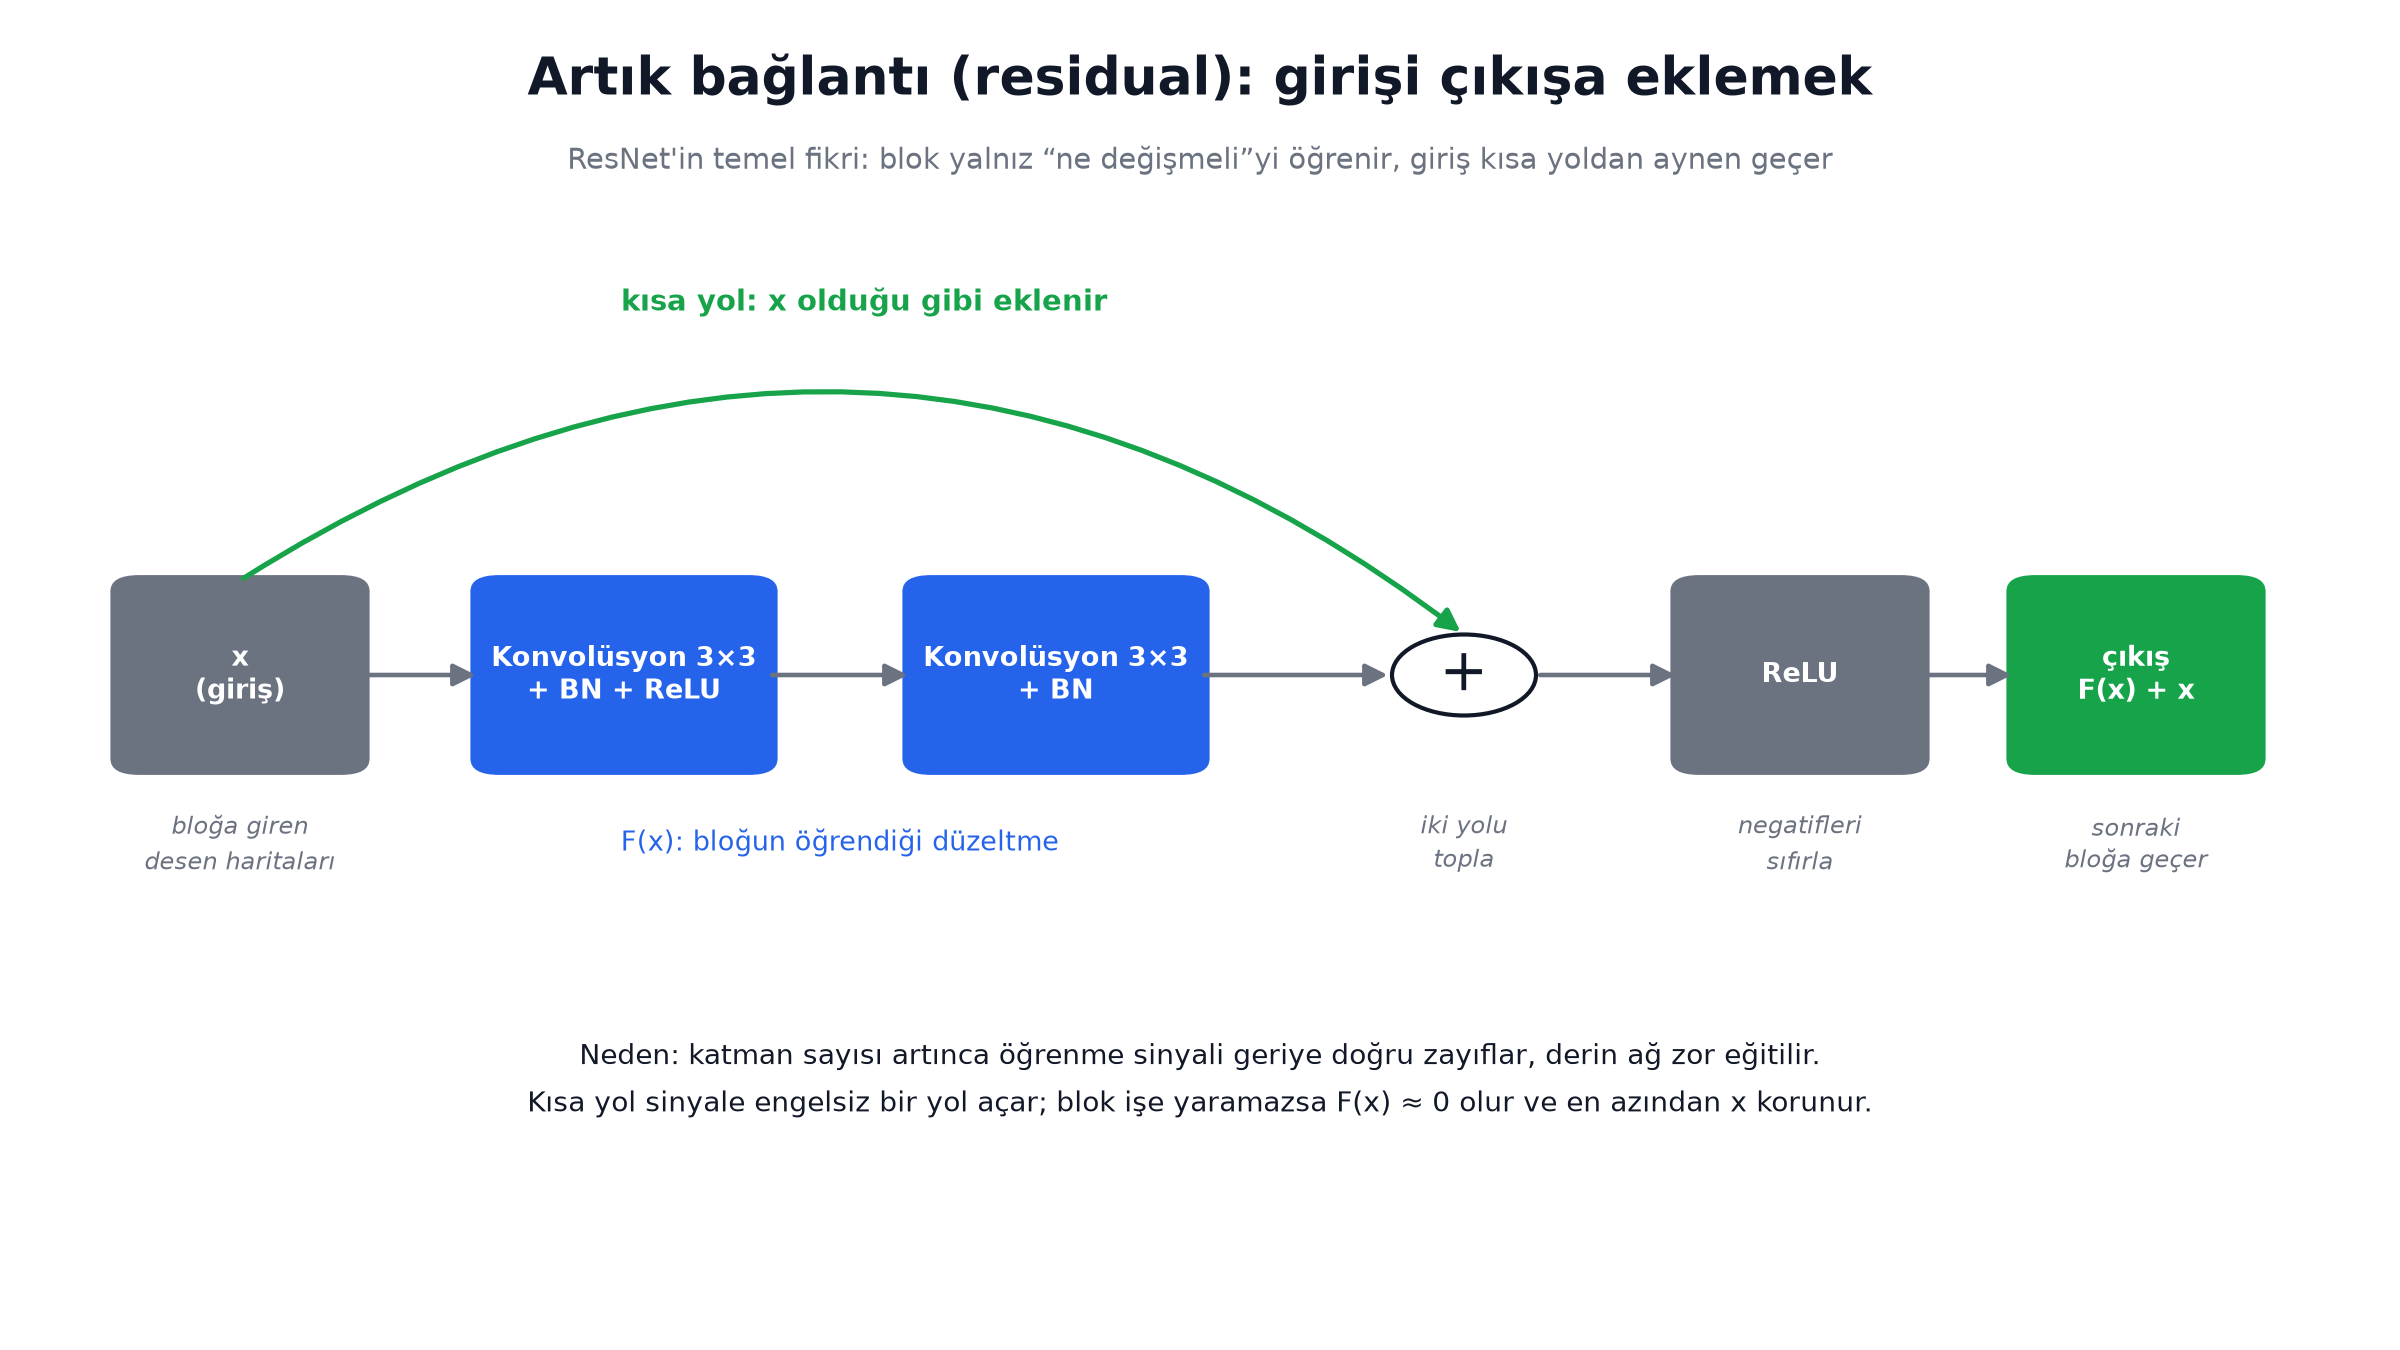 Artık bağlantı (residual): girişi çıkışa eklemek
ResNet'in temel fikri: blok yalnız “ne değişmeli”yi öğrenir, giriş kısa yoldan aynen geçer
kısa yol: x olduğu gibi eklenir
x
(giriş)
Konvolüsyon 3×3
+ BN + ReLU
Konvolüsyon 3×3
+ BN
+
ReLU
çıkış
F(x) + x
bloğa giren
desen haritaları
F(x): bloğun öğrendiği düzeltme
iki yolu
topla
negatifleri
sıfırla
sonraki
bloğa geçer
Neden: katman sayısı artınca öğrenme sinyali geriye doğru zayıflar, derin ağ zor eğitilir.
Kısa yol sinyale engelsiz bir yol açar; blok işe yaramazsa F(x) ≈ 0 olur ve en azından x korunur.